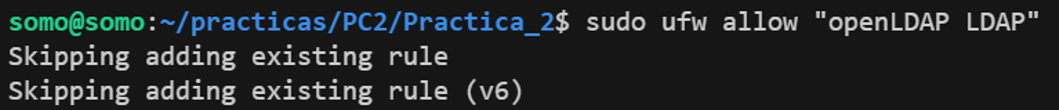 somo@somo:~/practicas/PC2/Practica_2$ sudo ufw allow "openLDAP LDAP"
Skipping adding existing rule
Skipping adding existing rule (v6)